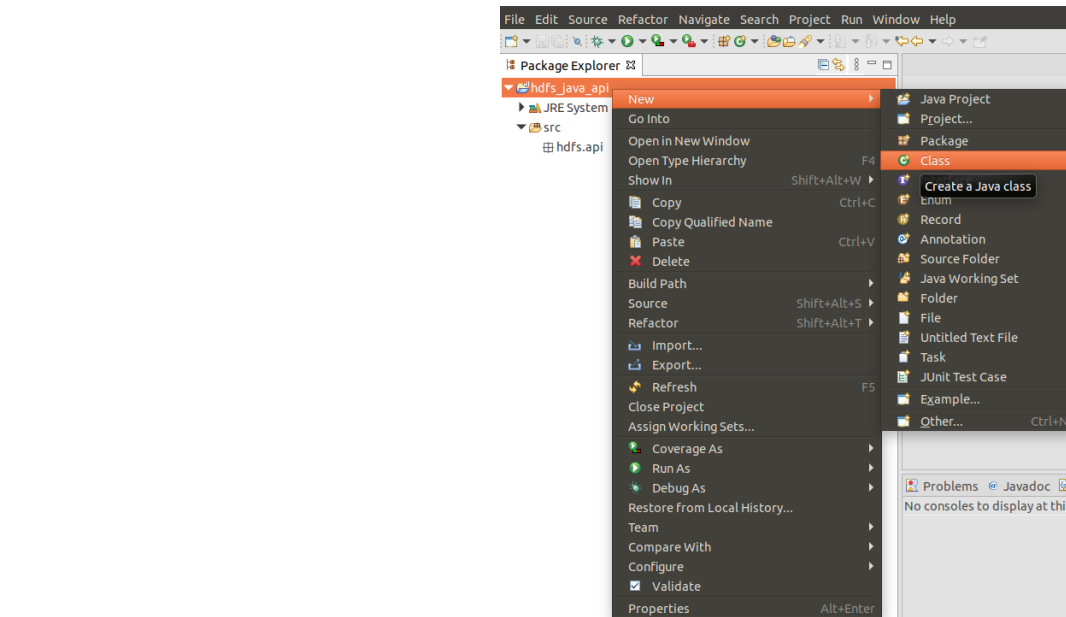 File Edit Source Refactor Navigate Search Project Run Window Help
Package Explorer
hdfs_java_api
JRE System
src
hdfs.api
New
Go Into
Open in New Window
Open Type Hierarchy F4
Show In Shift+Alt+W
Copy Ctrl+C
Copy Qualified Name
Paste Ctrl+V
Delete
Build Path
Source Shift+Alt+S
Refactor Shift+Alt+T
Import...
Export...
Refresh F5
Close Project
Assign Working Sets...
Coverage As
Run As
Debug As
Restore from Local History...
Team
Compare With
Configure
Validate
Properties Alt+Enter
Java Project
Project...
Package
Class
Create a Java class
Enum
Record
Annotation
Source Folder
Java Working Set
Folder
File
Untitled Text File
Task
JUnit Test Case
Example...
Other... Ctrl+N
Problems @ Javadoc
No consoles to display at thi